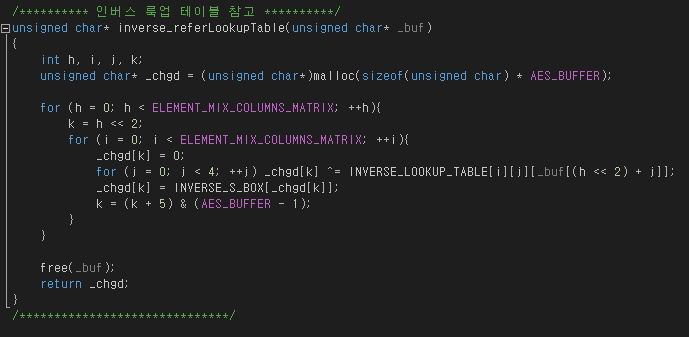 /********** 인버스 룩업 테이블 참고 **********/
unsigned char* inverse_referLookupTable(unsigned char* _buf)
{
    int h, i, j, k;
    unsigned char* _chgd = (unsigned char*)malloc(sizeof(unsigned char) * AES_BUFFER);

    for (h = 0; h < ELEMENT_MIX_COLUMNS_MATRIX; ++h){
        k = h << 2;
        for (i = 0; i < ELEMENT_MIX_COLUMNS_MATRIX; ++i){
            _chgd[k] = 0;
            for (j = 0; j < 4; ++j) _chgd[k] ^= INVERSE_LOOKUP_TABLE[i][j][_buf[(h << 2) + j]];
            _chgd[k] = INVERSE_S_BOX[_chgd[k]];
            k = (k + 5) & (AES_BUFFER - 1);
        }
    }

    free(_buf);
    return _chgd;
}
/******************************/